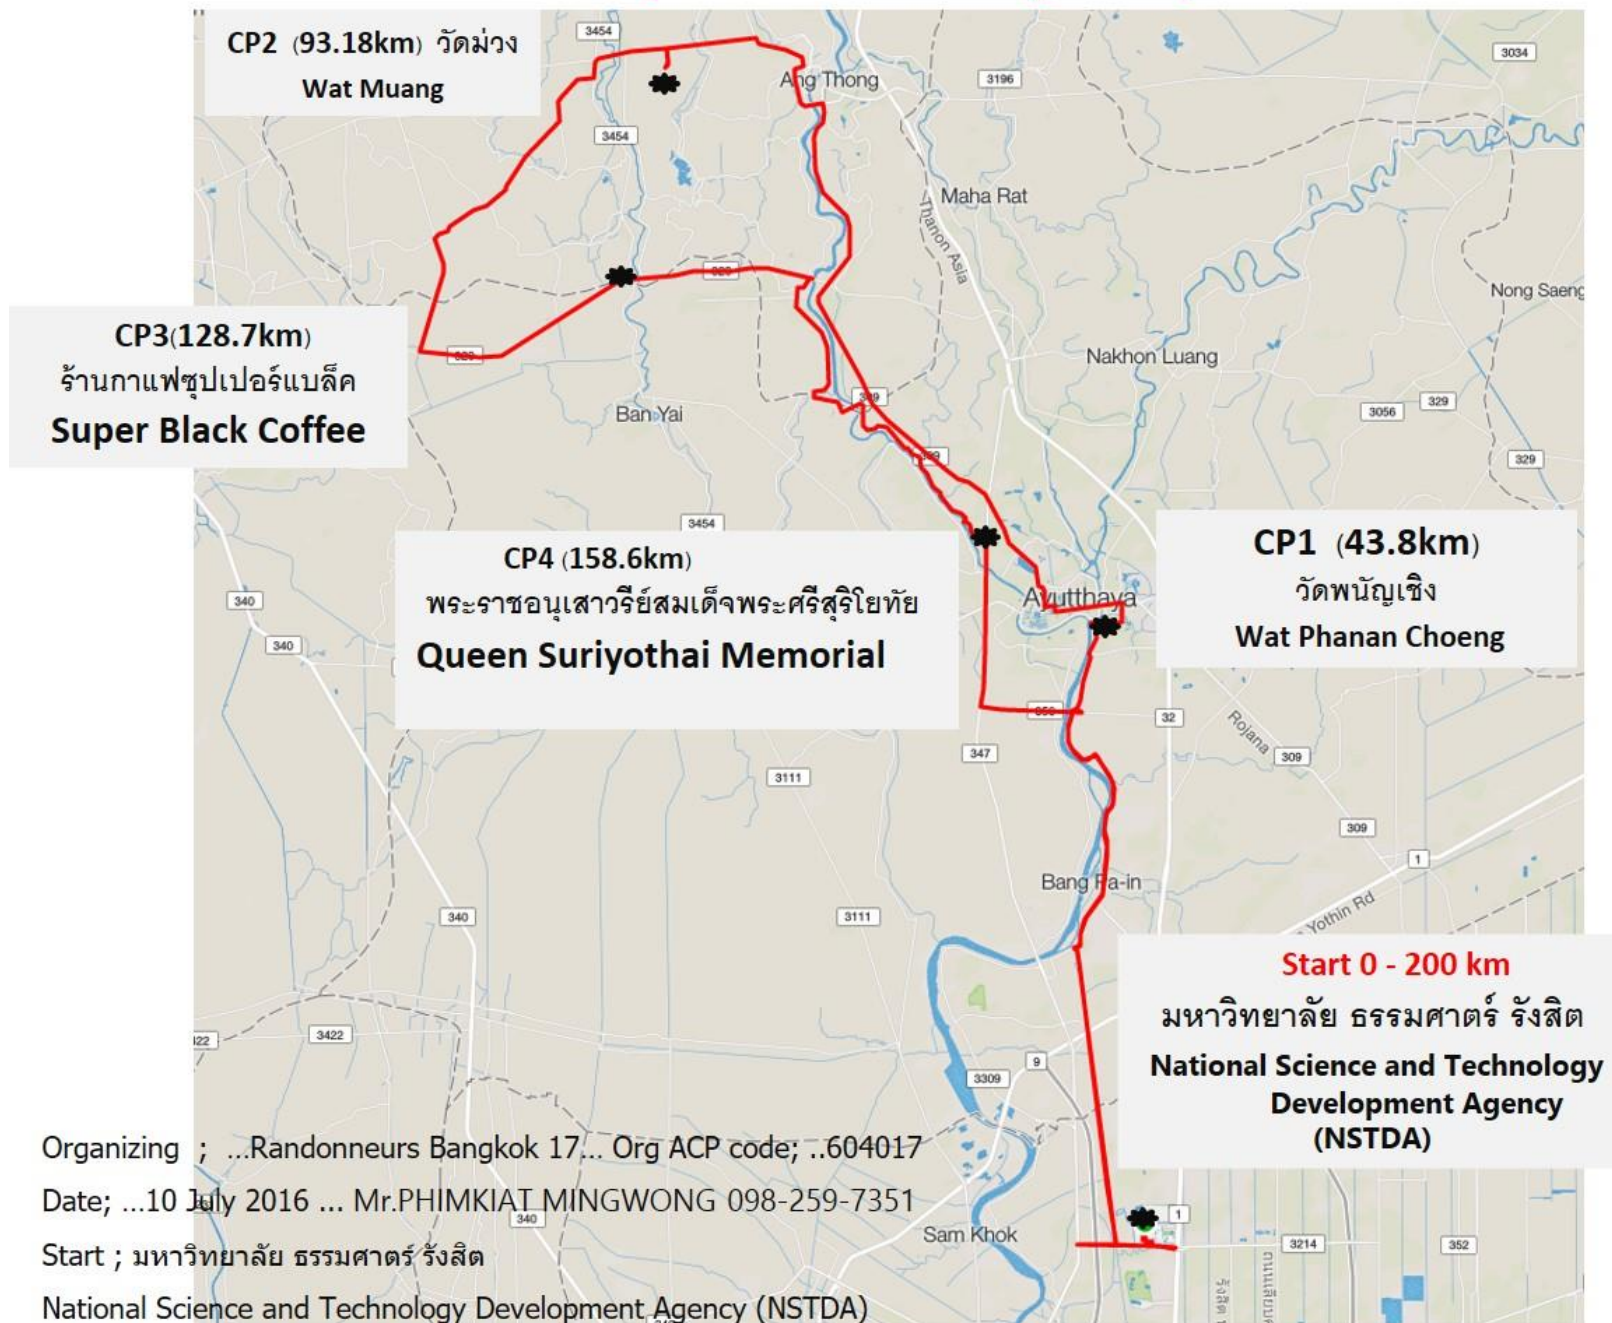 CP2 (93.18km) วัดม่วง
Wat Muang
3454
Ang Thong
3196
3034
3454
Maha Rat
Thanon Asia
Nong Saeng
CP3(128.7km)
ร้านกาแฟซุปเปอร์แบล็ค
Super Black Coffee
Nakhon Luang
Ban Yai
3056
329
329
3454
CP4 (158.6km)
พระราชอนุเสาวรีย์สมเด็จพระศรีสุริโยทัย
Queen Suriyothai Memorial
CP1 (43.8km)
วัดพนัญเชิง
Wat Phanan Choeng
Ayutthaya
340
340
32
Rojana
347
309
3111
309
1
Bang Pa-in
340
3111
Yothin Rd
Start 0 - 200 km
มหาวิทยาลัย ธรรมศาตร์ รังสิต
National Science and Technology
Development Agency
(NSTDA)
3422
9
3309
Organizing ; ...Randonneurs Bangkok 17... Org ACP code; ..604017
Date; ...10 July 2016 ... Mr.PHIMKIAT MINGWONG 098-259-7351
340
1
Sam Khok
3214
352
Start ; มหาวิทยาลัย ธรรมศาตร์ รังสิต
National Science and Technology Development Agency (NSTDA)